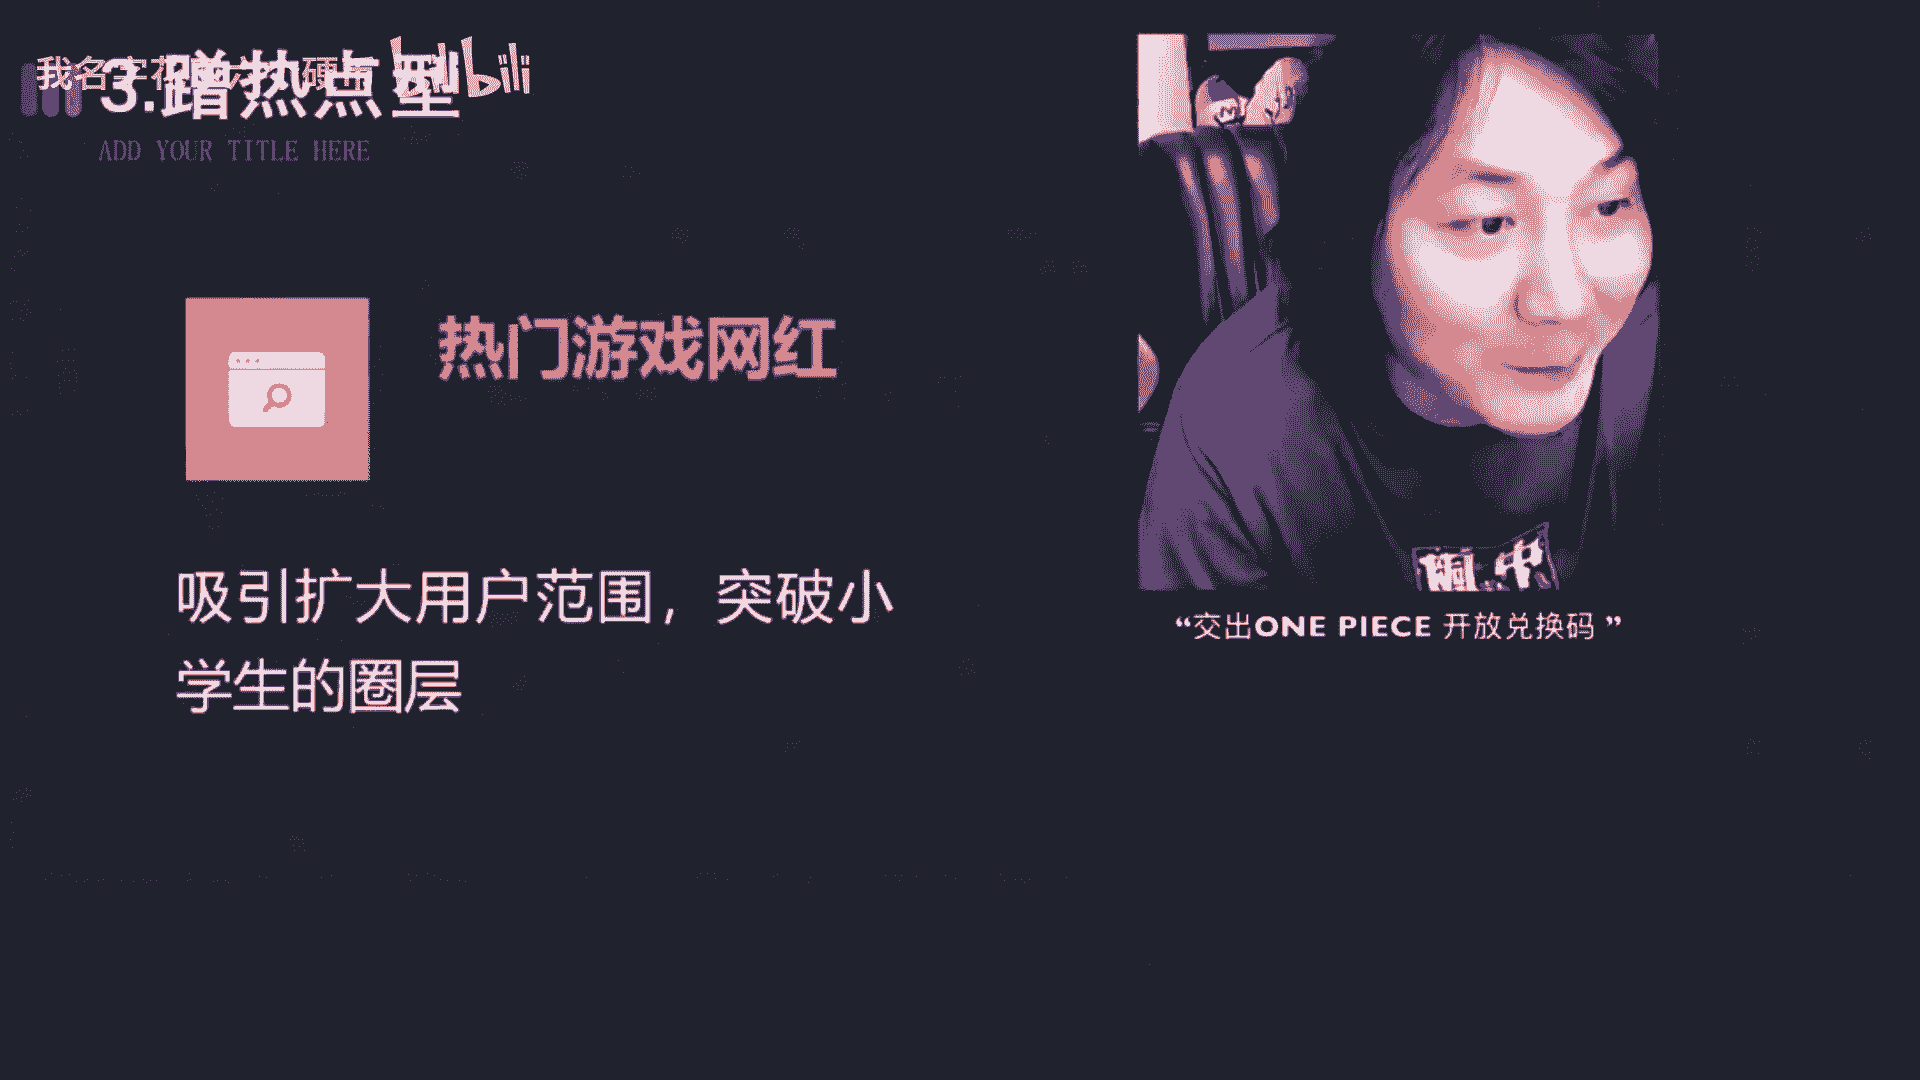 3.蹭热点型
bilibili
ADD YOUR TITLE HERE
热门游戏网红
吸引扩大用户范围，突破小
学生的圈层
“交出ONE PIECE 开放兑换码 ”